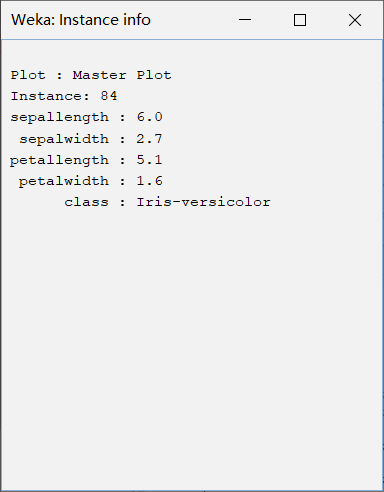 Weka: Instance info
Plot : Master Plot
Instance: 84
sepallength : 6.0
sepalwidth : 2.7
petallength : 5.1
petalwidth : 1.6
class : Iris-versicolor